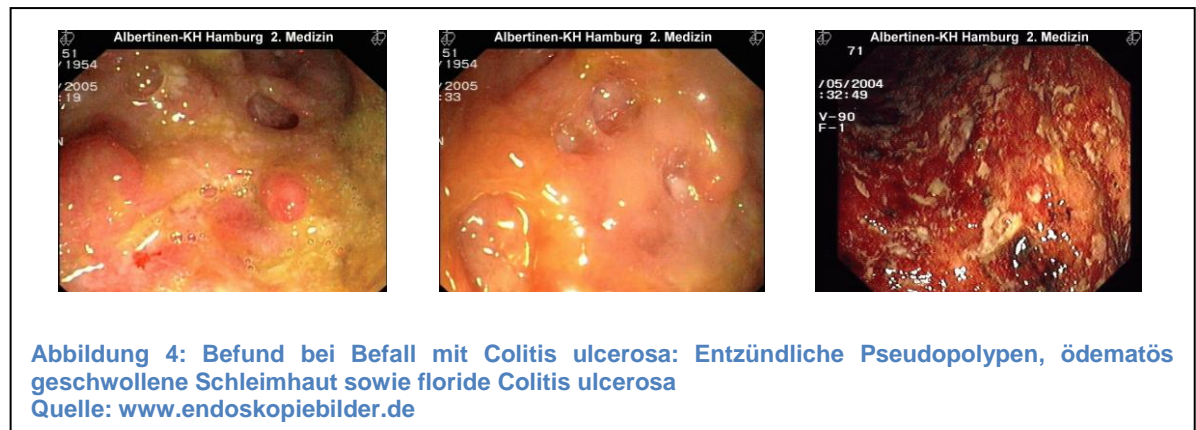 Albertinen-KH Hamburg 2. Medizin
51
/1954
/2005
:19
N
Albertinen-KH Hamburg 2. Medizin
51
/1954
/2005
:33
N
Albertinen-KH Hamburg 2. Medizin
71
/05/2004
:32:49
V-90
F-1
Abbildung 4: Befund bei Befall mit Colitis ulcerosa: Entzündliche Pseudopolypen, ödematös
geschwollene Schleimhaut sowie floride Colitis ulcerosa
Quelle: www.endoskopiebilder.de